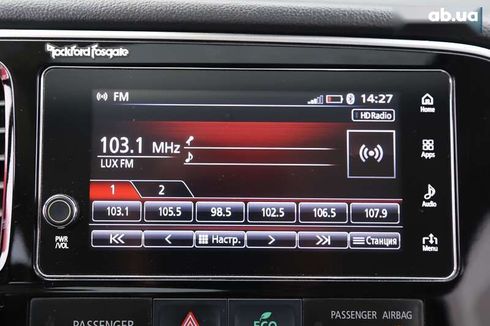 ab.ua
Rockford Fosgate
FM
14:27
HD Radio
103.1 MHz
LUX FM
1 2
103.1 105.5 98.5 102.5 106.5 107.9
Настр.
Станция
PWR
/VOL
Home
Apps
Audio
Menu
PASSENGER
ECO
PASSENGER AIRBAG